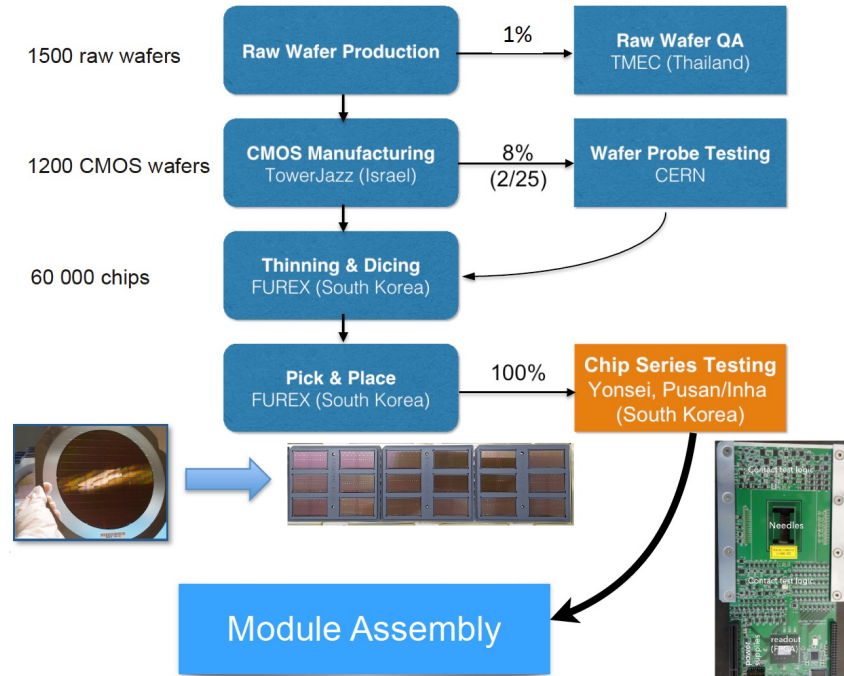 1500 raw wafers
Raw Wafer Production
1%
Raw Wafer QA
TMEC (Thailand)
1200 CMOS wafers
CMOS Manufacturing
TowerJazz (Israel)
8%
(2/25)
Wafer Probe Testing
CERN
60 000 chips
Thinning & Dicing
FUREX (South Korea)
Pick & Place
FUREX (South Korea)
100%
Chip Series Testing
Yonsei, Pusan/Inha
(South Korea)
Contact test logic
Needles
Contact test logic
readout
(FPGA)
power
supplies
Module Assembly